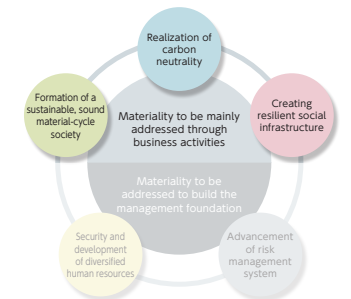 Realization of
carbon
neutrality
Formation of a
sustainable, sound
material-cycle
society
Materiality to be mainly
addressed through
business activities
Creating
resilient social
infrastructure
Materiality to be
addressed to build the
management foundation
Security and
development
of diversified
human resources
Advancement
of risk
management
system